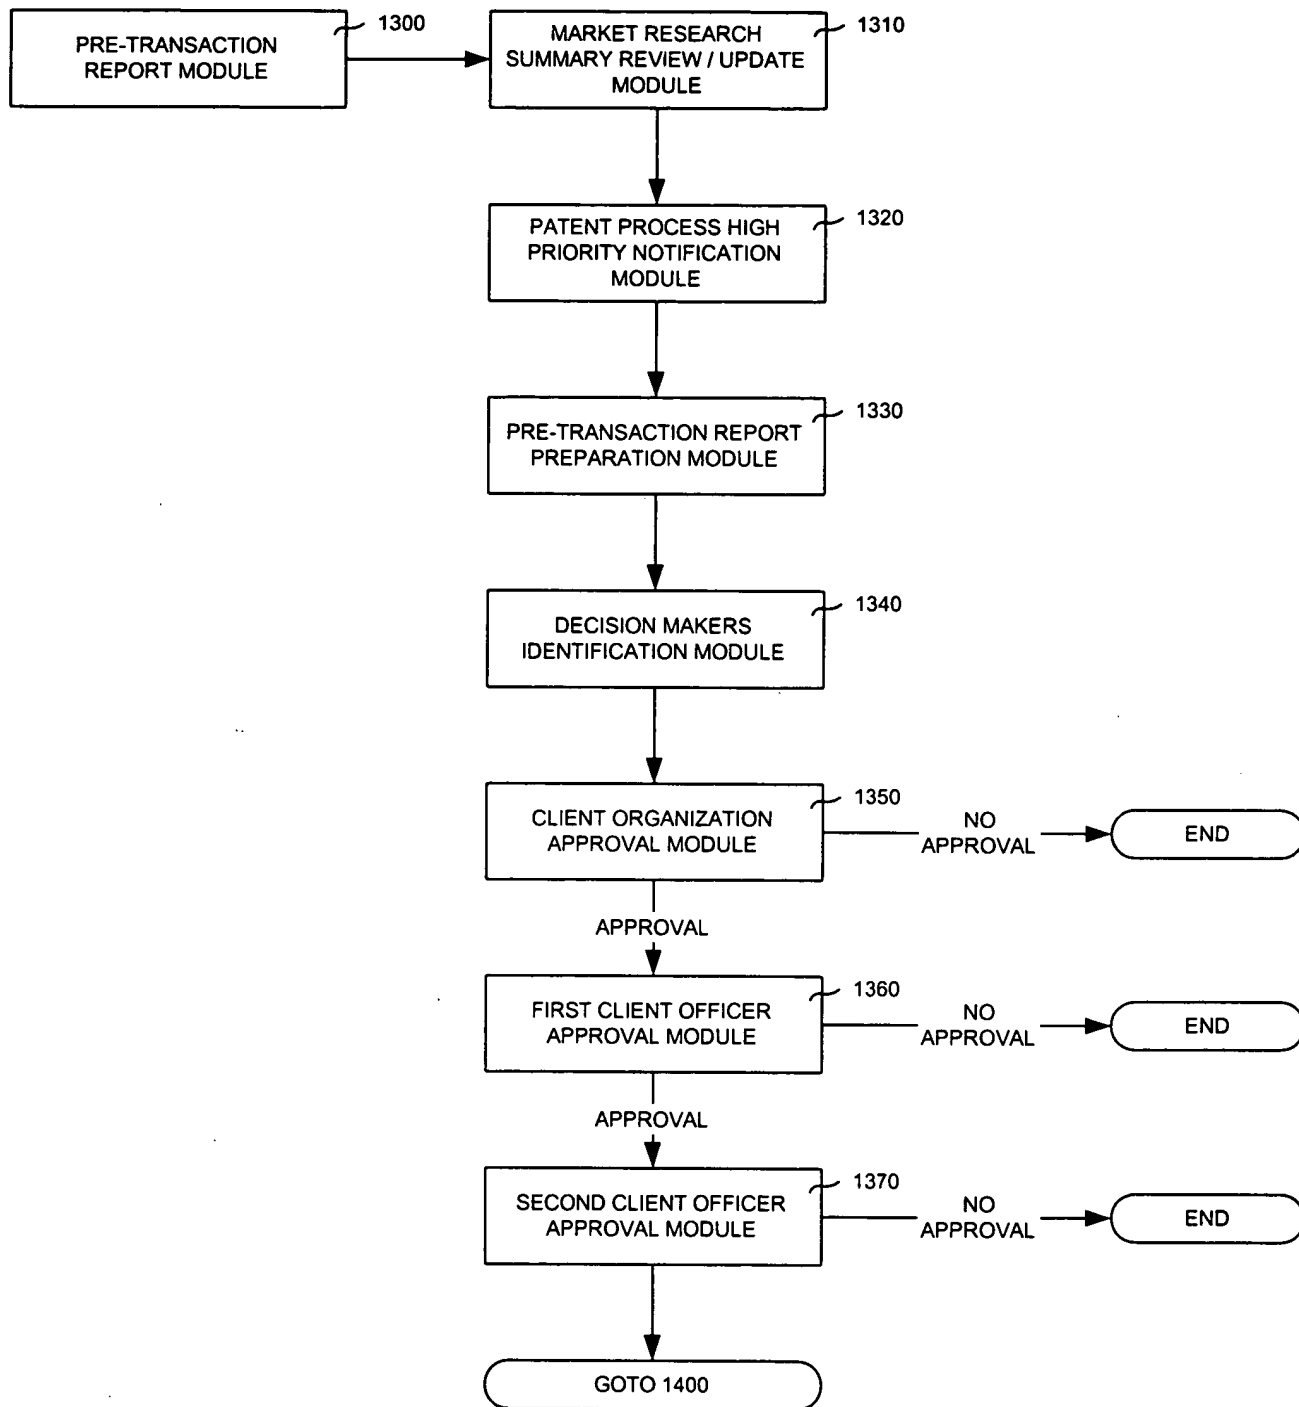 PRE-TRANSACTION
REPORT MODULE
1300
MARKET RESEARCH
SUMMARY REVIEW / UPDATE
MODULE
1310
PATENT PROCESS HIGH
PRIORITY NOTIFICATION
MODULE
1320
PRE-TRANSACTION REPORT
PREPARATION MODULE
1330
DECISION MAKERS
IDENTIFICATION MODULE
1340
CLIENT ORGANIZATION
APPROVAL MODULE
1350
NO
APPROVAL
END
APPROVAL
FIRST CLIENT OFFICER
APPROVAL MODULE
1360
NO
APPROVAL
END
APPROVAL
SECOND CLIENT OFFICER
APPROVAL MODULE
1370
NO
APPROVAL
END
GOTO 1400